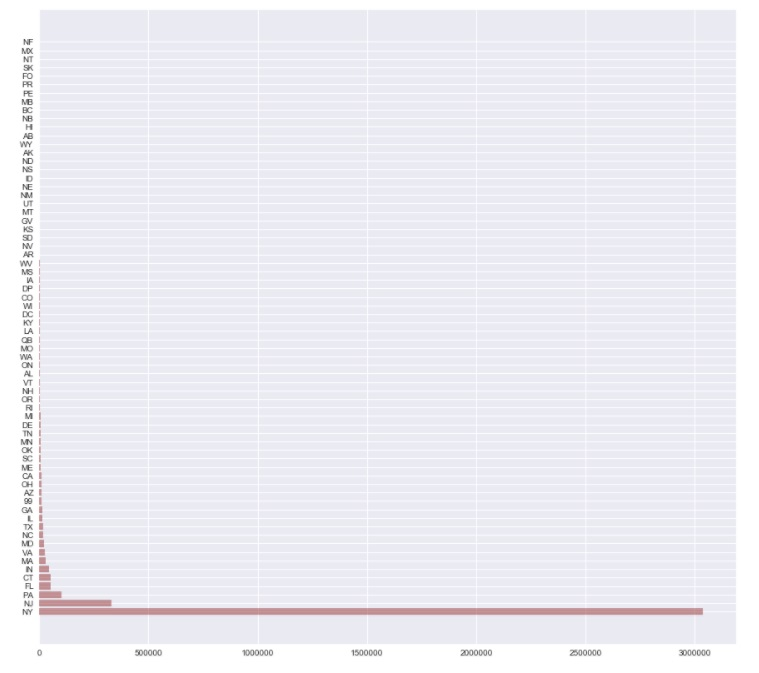 NF
MX
NT
SK
FO
PR
PE
MB
BC
NB
HI
AB
WY
AK
ND
NS
ID
NE
NM
UT
MT
GV
KS
SD
NV
AR
WV
MS
IA
DP
CO
WI
DC
KY
LA
QB
MO
WA
ON
AL
VT
NH
OR
RI
MI
DE
TN
MN
OK
SC
ME
CA
OH
AZ
99
GA
IL
TX
NC
MD
VA
MA
IN
CT
FL
PA
NJ
NY
0 500000 1000000 1500000 2000000 2500000 3000000